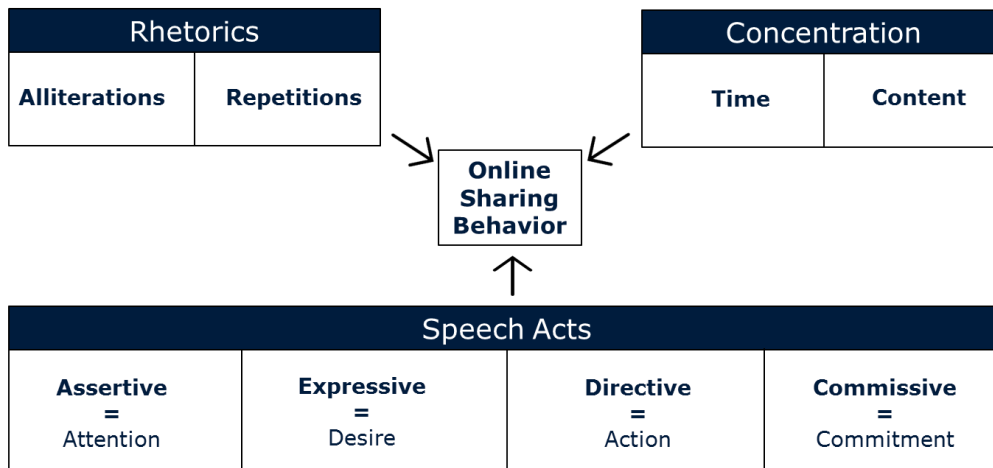 Rhetorics
Alliterations
Repetitions
Concentration
Time
Content
Online
Sharing
Behavior
Speech Acts
Assertive
=
Attention
Expressive
=
Desire
Directive
=
Action
Commissive
=
Commitment